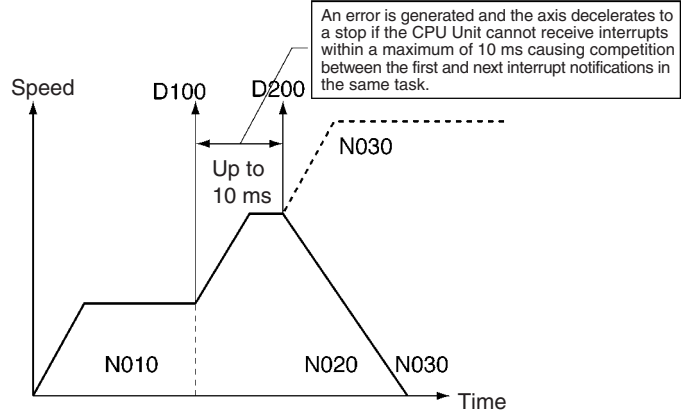 An error is generated and the axis decelerates to
a stop if the CPU Unit cannot receive interrupts
within a maximum of 10 ms causing competition
between the first and next interrupt notifications in
the same task.
Speed
D100
D200
N030
Up to
10 ms
N010
N020
N030
Time